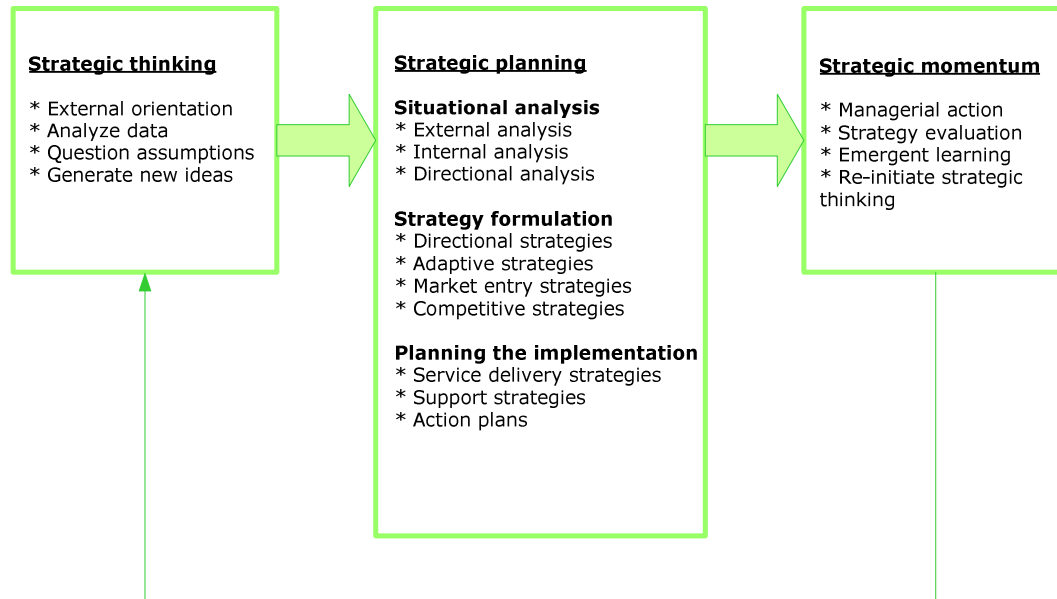 Strategic thinking
* External orientation
* Analyze data
* Question assumptions
* Generate new ideas
Strategic planning
Situational analysis
* External analysis
* Internal analysis
* Directional analysis
Strategy formulation
* Directional strategies
* Adaptive strategies
* Market entry strategies
* Competitive strategies
Planning the implementation
* Service delivery strategies
* Support strategies
* Action plans
Strategic momentum
* Managerial action
* Strategy evaluation
* Emergent learning
* Re-initiate strategic
thinking